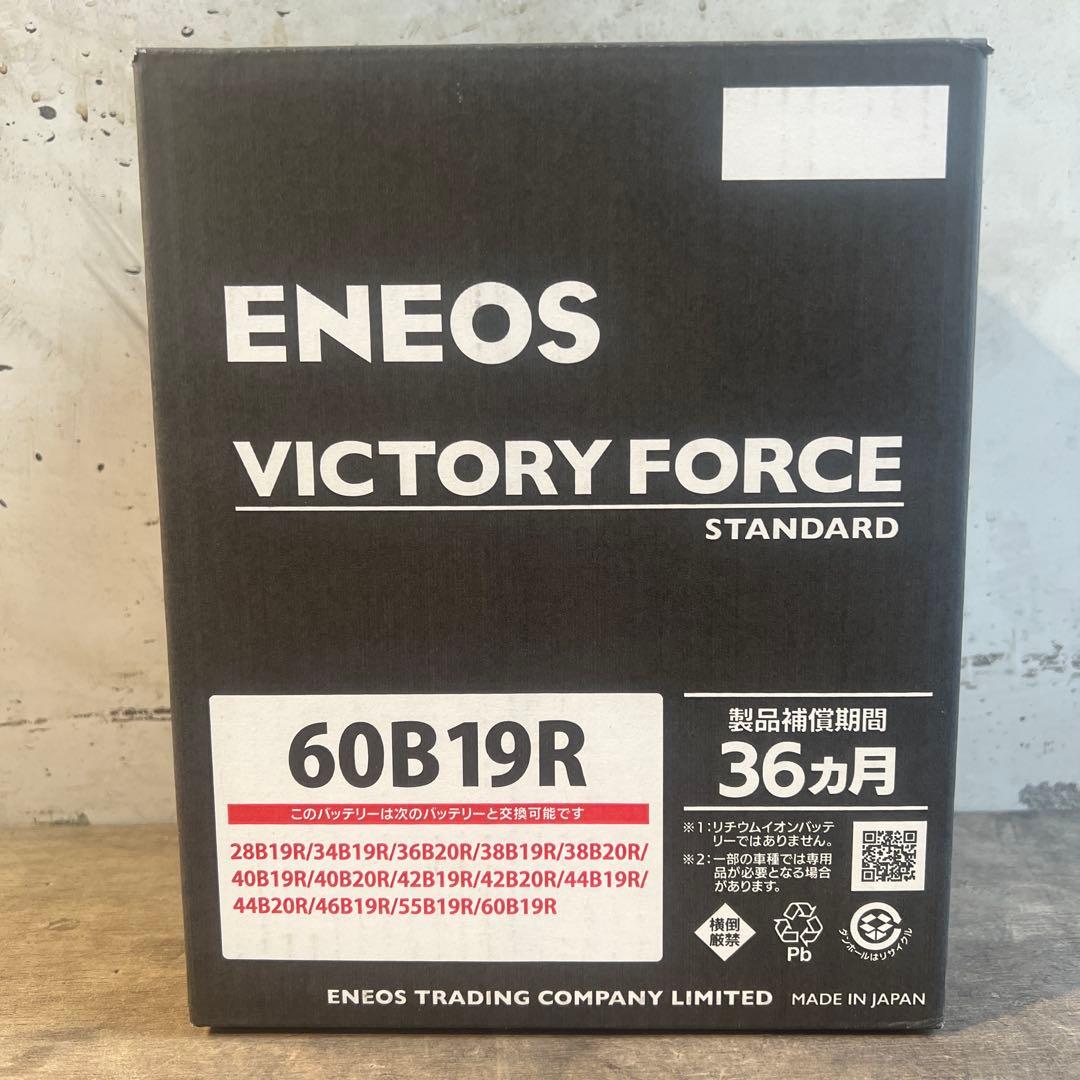 ENEOS
VICTORY FORCE
STANDARD
60B19R
このバッテリーは次のバッテリーと交換可能です
28B19R/34B19R/36B20R/38B19R/38B20R/
40B19R/40B20R/42B19R/42B20R/44B19R/
44B20R/46B19R/55B19R/60B19R
製品補償期間
36ヵ月
※1:リチウムイオンバッテ
リーではありません。
※2:一部の車種では専用
品が必要となる場合
があります。
横倒
厳禁
Pb
ダンボールはリサイクル
ENEOS TRADING COMPANY LIMITED MADE IN JAPAN